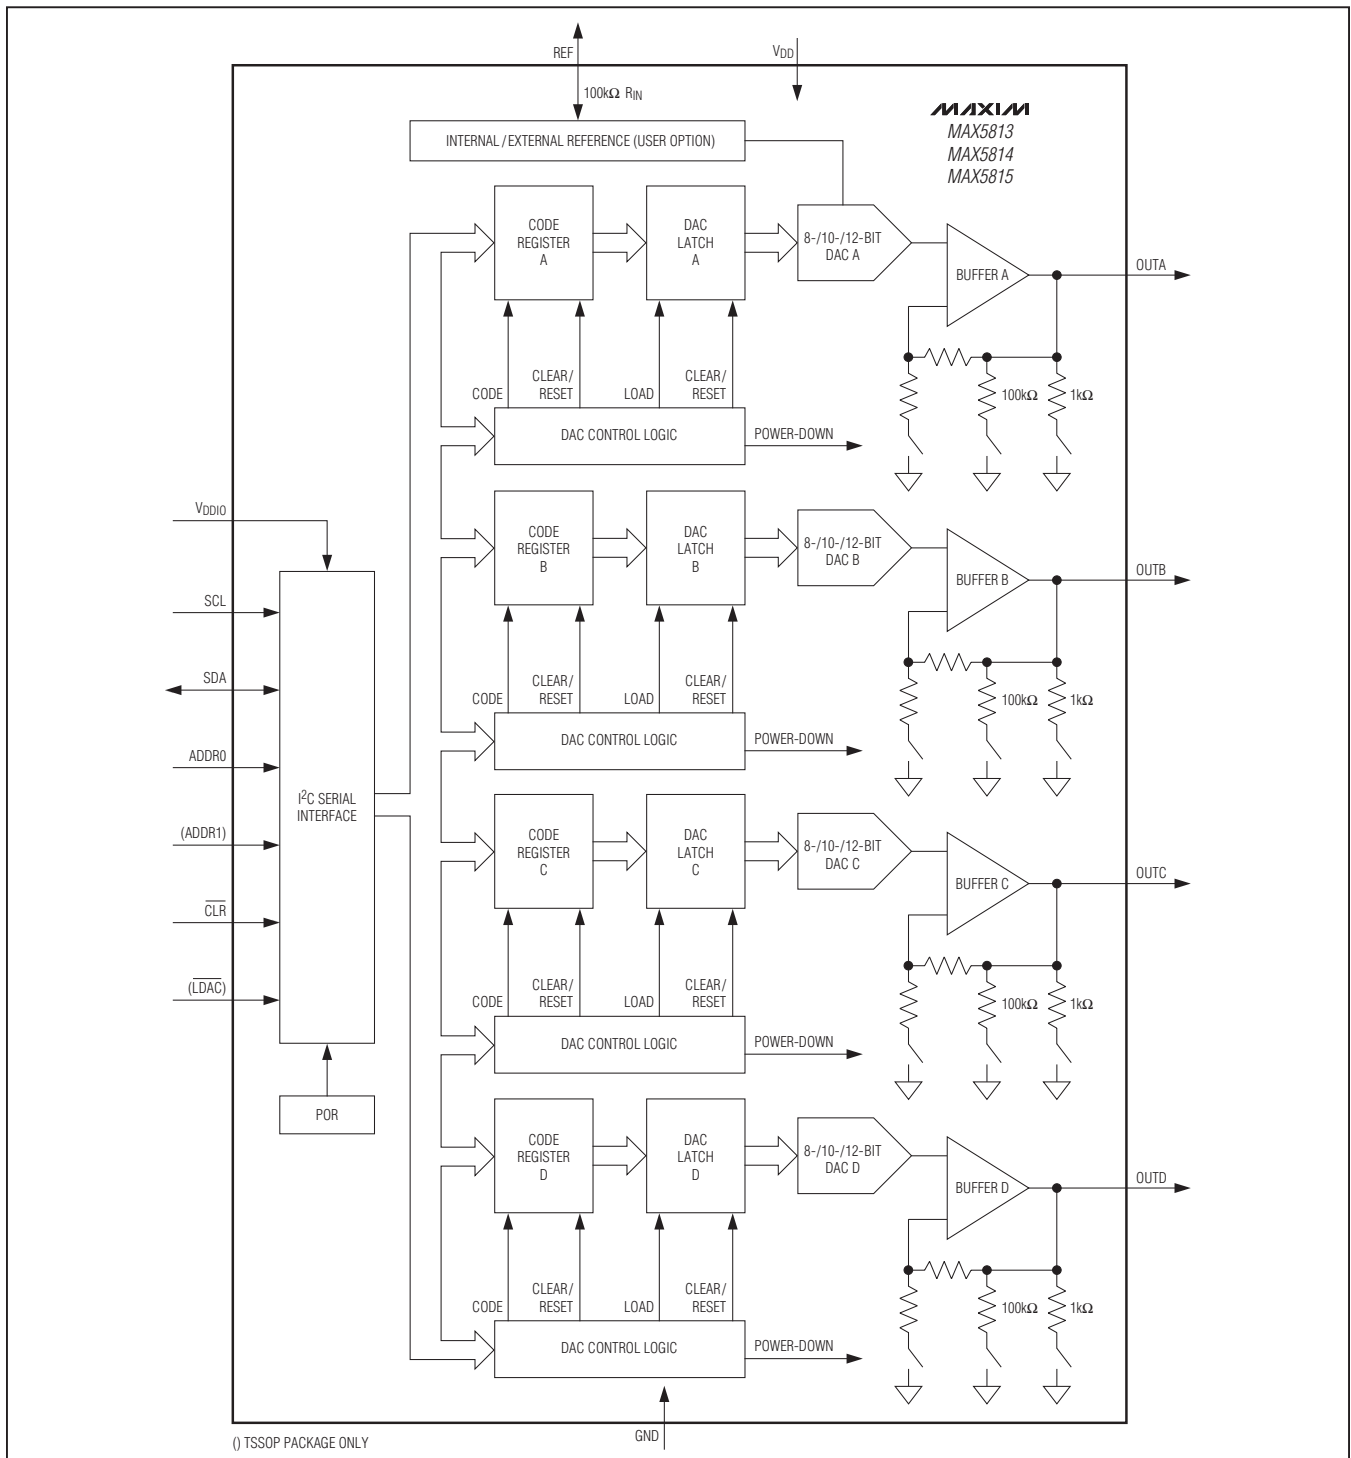 REF
VDD
100kΩ RIN
MAXIM
MAX5813
MAX5814
MAX5815
INTERNAL/EXTERNAL REFERENCE (USER OPTION)
CODE
REGISTER
A
DAC
LATCH
A
8-/10-/12-BIT
DAC A
BUFFER A
OUTA
CODE
CLEAR/
RESET
LOAD
CLEAR/
RESET
100kΩ
1kΩ
DAC CONTROL LOGIC
POWER-DOWN
VDDIO
SCL
SDA
ADDR0
(ADDR1)
CLR
(LDAC)
I2C SERIAL
INTERFACE
POR
CODE
REGISTER
B
DAC
LATCH
B
8-/10-/12-BIT
DAC B
BUFFER B
OUTB
CODE
CLEAR/
RESET
LOAD
CLEAR/
RESET
100kΩ
1kΩ
DAC CONTROL LOGIC
POWER-DOWN
CODE
REGISTER
C
DAC
LATCH
C
8-/10-/12-BIT
DAC C
BUFFER C
OUTC
CODE
CLEAR/
RESET
LOAD
CLEAR/
RESET
100kΩ
1kΩ
DAC CONTROL LOGIC
POWER-DOWN
CODE
REGISTER
D
DAC
LATCH
D
8-/10-/12-BIT
DAC D
BUFFER D
OUTD
CODE
CLEAR/
RESET
LOAD
CLEAR/
RESET
100kΩ
1kΩ
DAC CONTROL LOGIC
POWER-DOWN
GND
() TSSOP PACKAGE ONLY